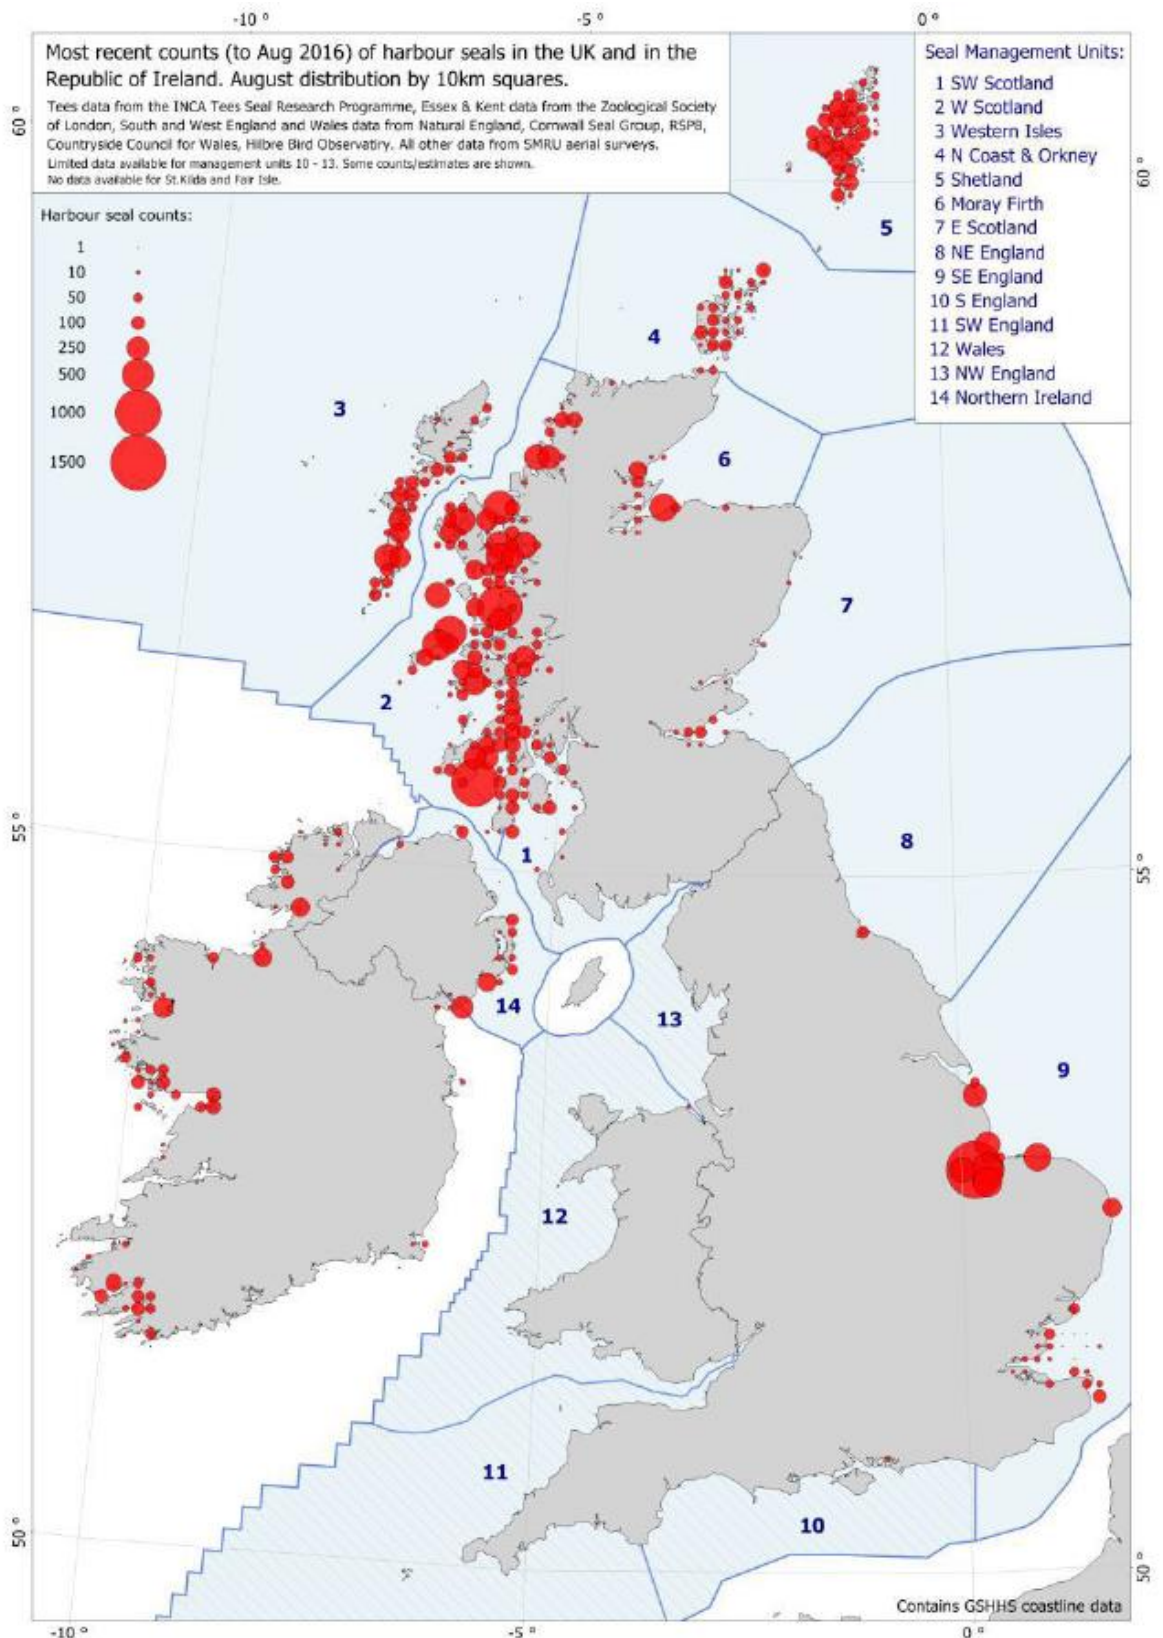 -10 °
-5 °
0 °
Most recent counts (to Aug 2016) of harbour seals in the UK and in the
Republic of Ireland. August distribution by 10km squares.
Tees data from the INCA Tees Seal Research Programme, Essex & Kent data from the Zoological Society
of London, South and West England and Wales data from Natural England, Cornwall Seal Group, RSPB,
Countryside Council for Wales, Hilbre Bird Observatiry. All other data from SMRU aerial surveys.
Limited data available for management units 10 - 13. Some counts/estimates are shown.
No data available for St.Kilda and Fair Isle.
Seal Management Units:
1 SW Scotland
2 W Scotland
3 Western Isles
4 N Coast & Orkney
5 Shetland
6 Moray Firth
7 E Scotland
8 NE England
9 SE England
10 S England
11 SW England
12 Wales
13 NW England
14 Northern Ireland
60 °
60 °
Harbour seal counts:
1
10
50
100
250
500
1000
1500
5
4
3
6
7
2
8
1
14
13
9
12
11
10
55 °
55 °
50 °
50 °
Contains GSHHS coastline data
-10 °
-5 °
0 °